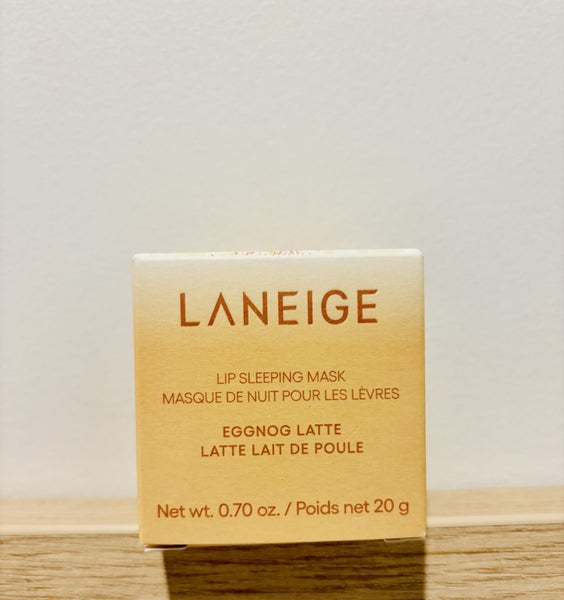 LANEIGE
LIP SLEEPING MASK
MASQUE DE NUIT POUR LES LÈVRES
EGGNOG LATTE
LATTE LAIT DE POULE
Net wt. 0.70 oz. / Poids net 20 g